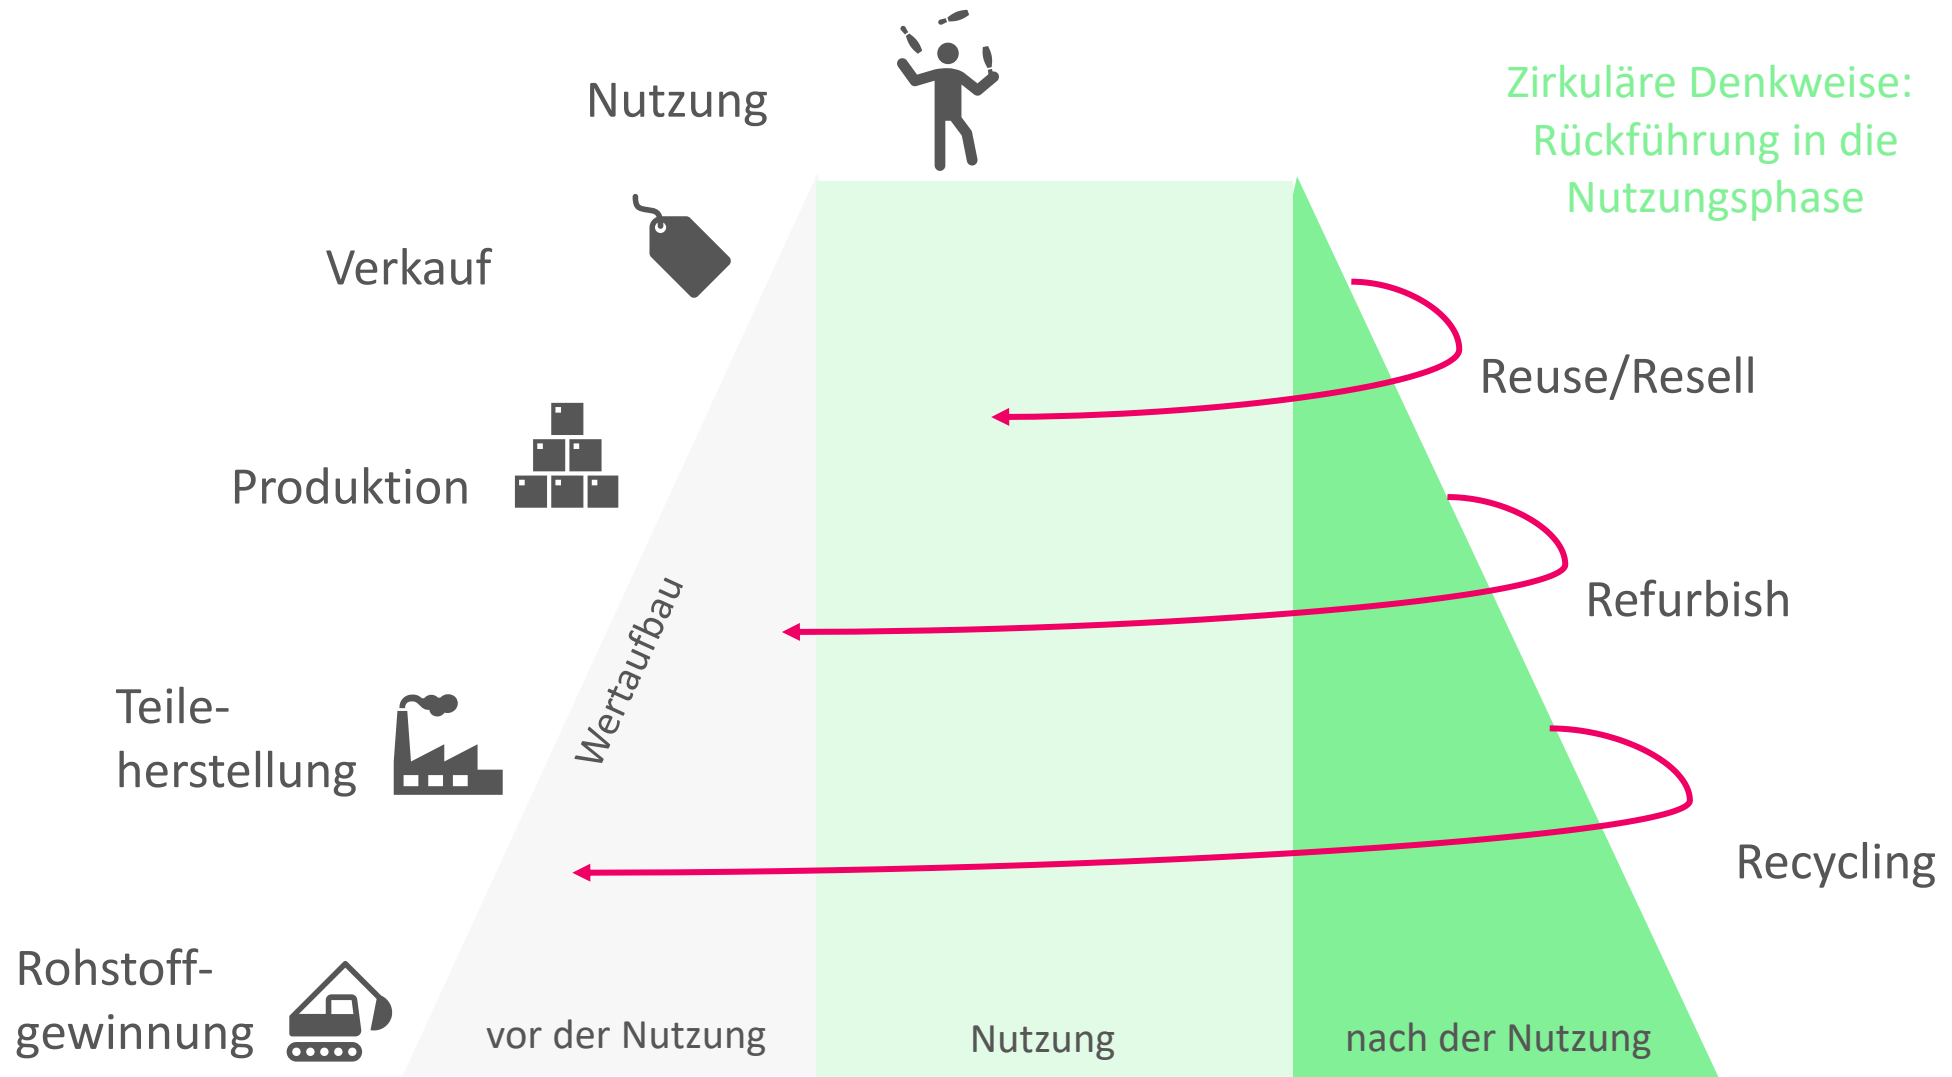 Nutzung
Zirkuläre Denkweise:
Rückführung in die
Nutzungsphase
Verkauf
Reuse/Resell
Produktion
Refurbish
Wertaufbau
Teile-
herstellung
Recycling
Rohstoff-
gewinnung
vor der Nutzung
Nutzung
nach der Nutzung